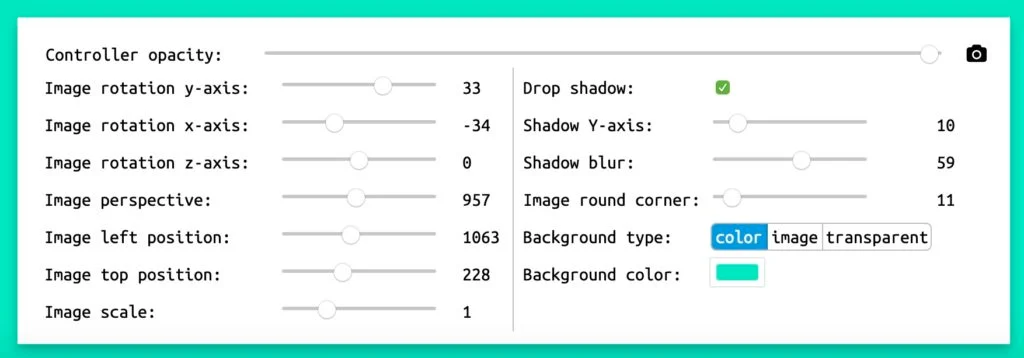 Controller opacity:
Image rotation y-axis: 33
Image rotation x-axis: -34
Image rotation z-axis: 0
Image perspective: 957
Image left position: 1063
Image top position: 228
Image scale: 1
Drop shadow:
Shadow Y-axis: 10
Shadow blur: 59
Image round corner: 11
Background type: color image transparent
Background color: